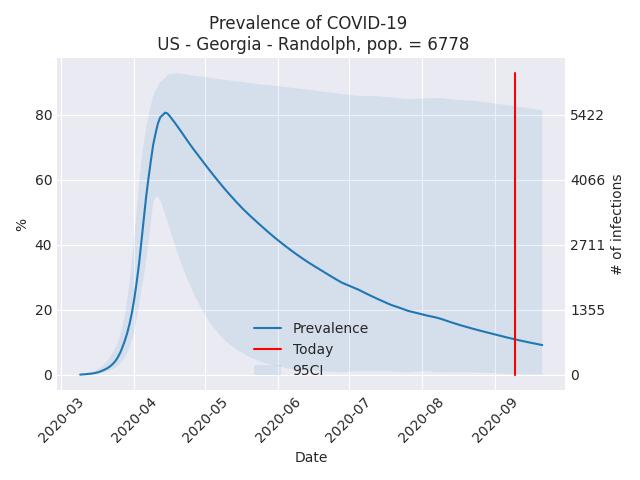 Prevalence of COVID-19
US - Georgia - Randolph, pop. = 6778
%
80
60
40
20
0
5422
4066
2711
1355
0
# of infections
Prevalence
Today
95CI
2020-03
2020-04
2020-05
2020-06
2020-07
2020-08
2020-09
Date